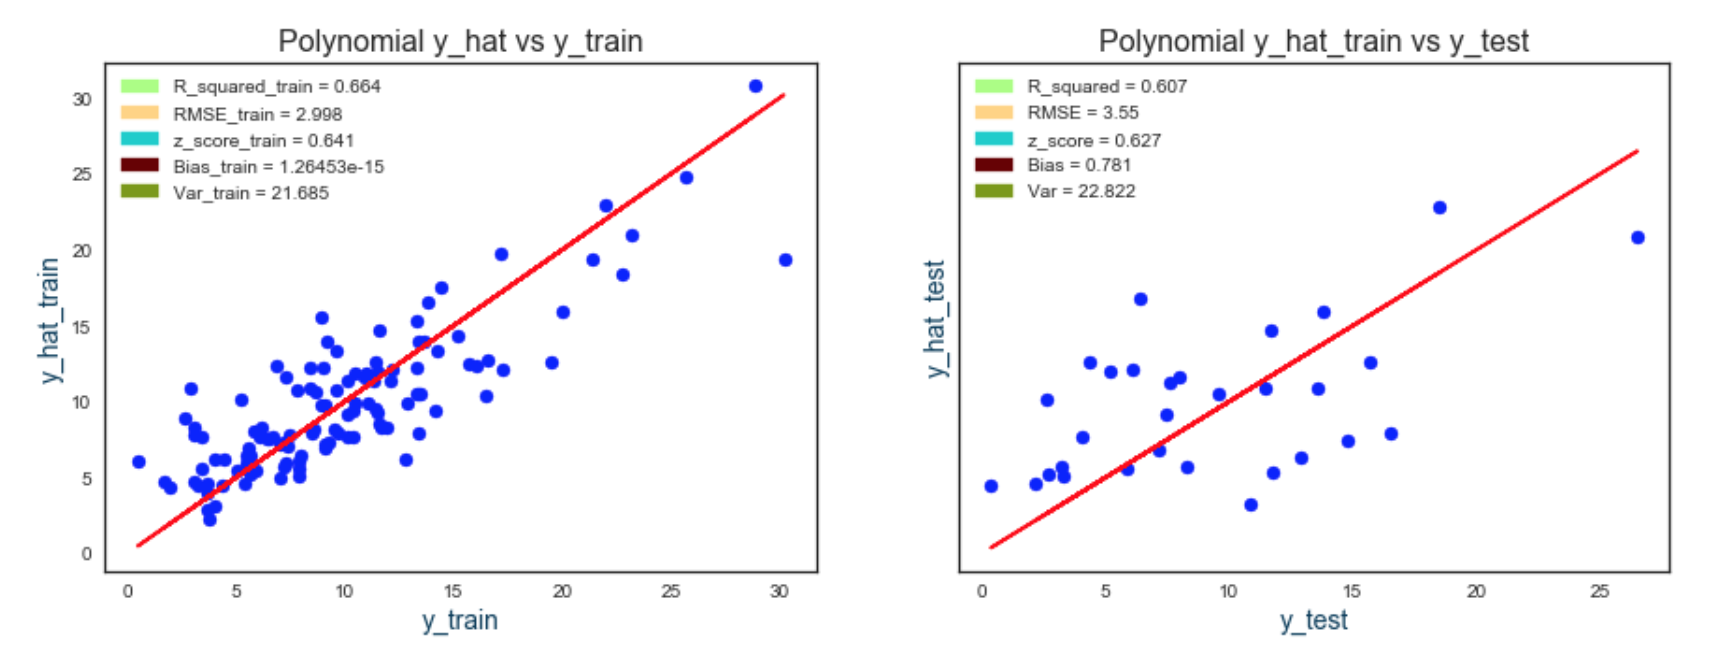 Polynomial y_hat vs y_train
R_squared_train = 0.664
RMSE_train = 2.998
z_score_train = 0.641
Bias_train = 1.26453e-15
Var_train = 21.685
30
25
20
15
10
5
0
y_hat_train
0 5 10 15 20 25 30
y_train
Polynomial y_hat_train vs y_test
R_squared = 0.607
RMSE = 3.55
z_score = 0.627
Bias = 0.781
Var = 22.822
y_hat_test
0 5 10 15 20 25
y_test